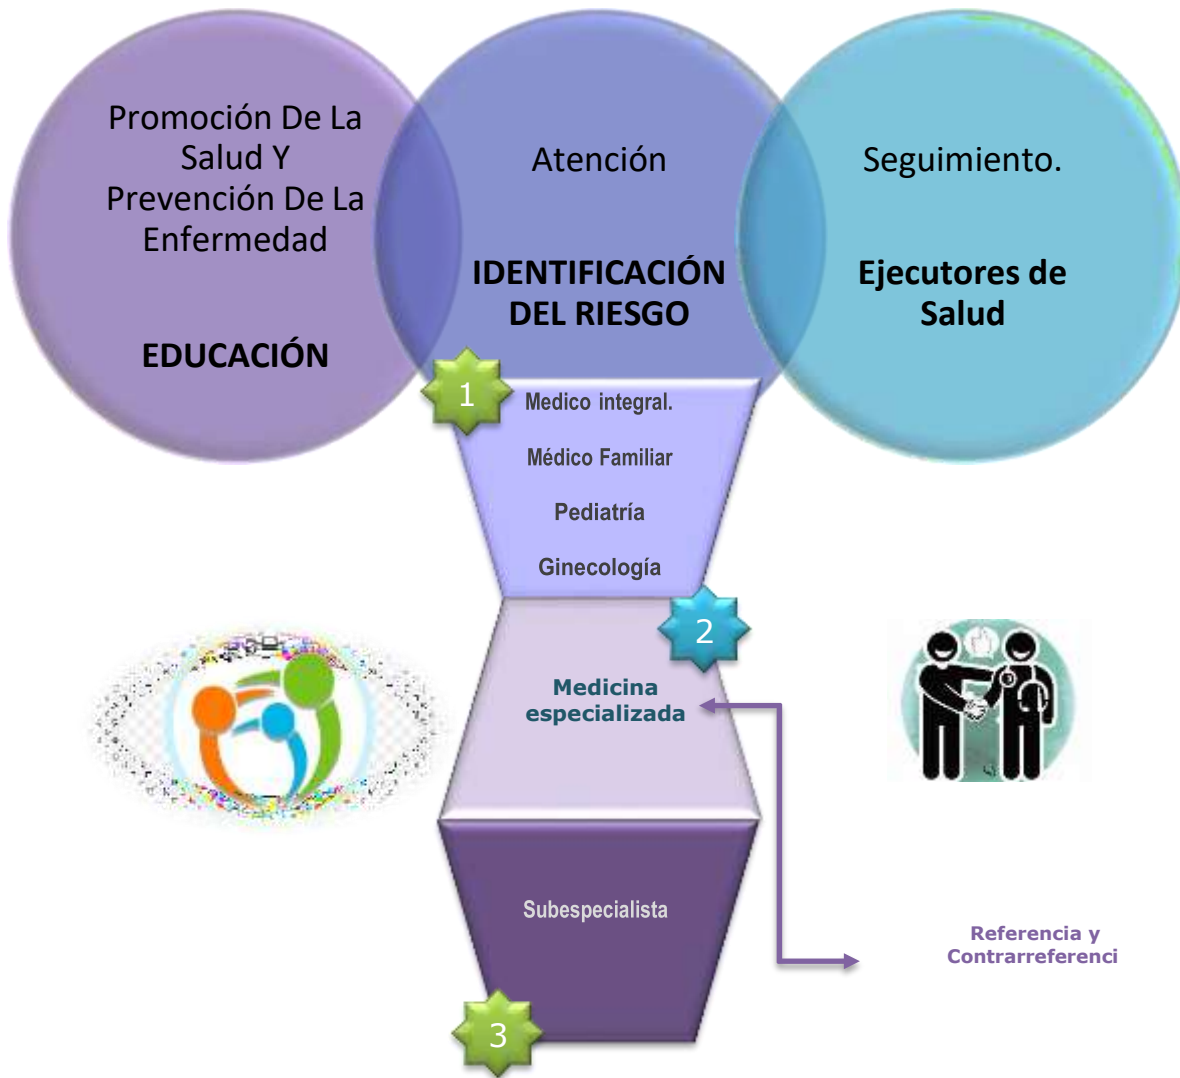 Promoción De La
Salud Y
Prevención De La
Enfermedad
EDUCACIÓN
Atención
IDENTIFICACIÓN
DEL RIESGO
Seguimiento.
Ejecutores de
Salud
1
Medico integral.
Médico Familiar
Pediatría
Ginecología
2
Medicina
especializada
Subespecialista
3
Referencia y
Contrarreferenci